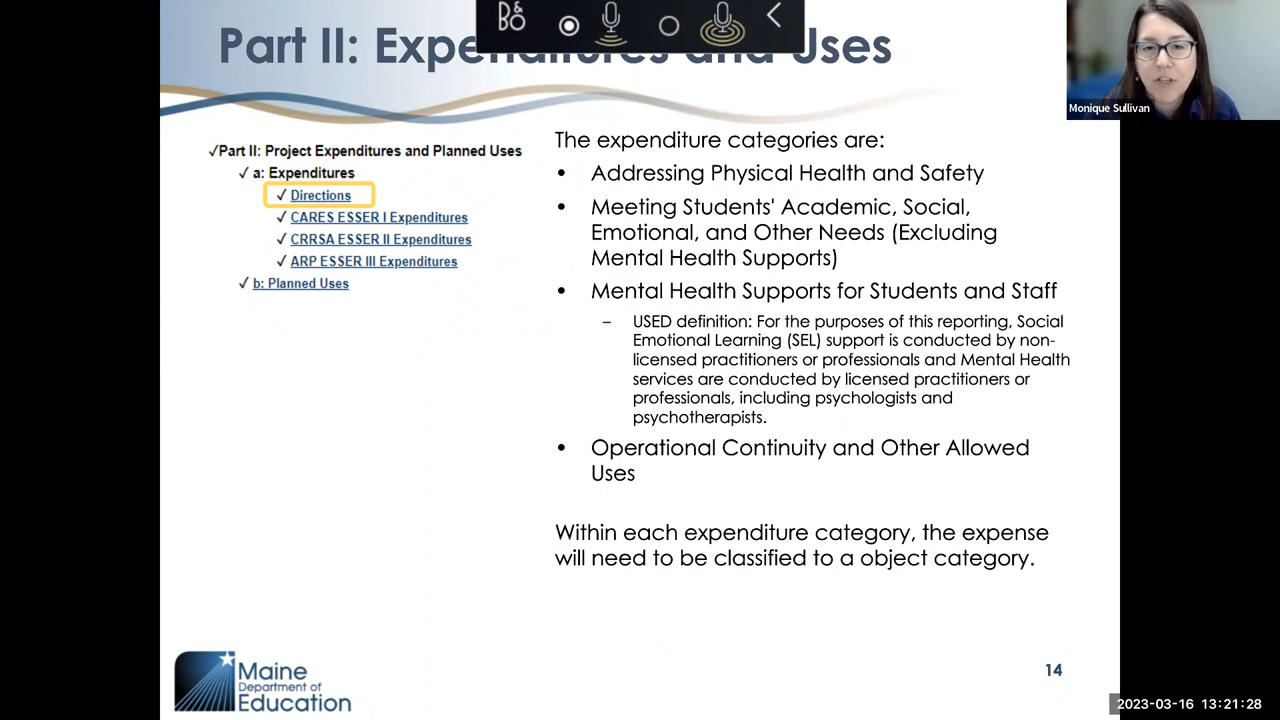 Part II: Expenditures and Uses
B&O
Monique Sullivan
✓Part II: Project Expenditures and Planned Uses
✓ a: Expenditures
✓ Directions
✓ CARES ESSER I Expenditures
✓ CRRSA ESSER II Expenditures
✓ ARP ESSER III Expenditures
✓ b: Planned Uses
The expenditure categories are:
• Addressing Physical Health and Safety
• Meeting Students' Academic, Social,
Emotional, and Other Needs (Excluding
Mental Health Supports)
• Mental Health Supports for Students and Staff
– USED definition: For the purposes of this reporting, Social
Emotional Learning (SEL) support is conducted by non-
licensed practitioners or professionals and Mental Health
services are conducted by licensed practitioners or
professionals, including psychologists and
psychotherapists.
• Operational Continuity and Other Allowed
Uses
Within each expenditure category, the expense
will need to be classified to a object category.
Maine
Department of
Education
14
2023-03-16 13:21:28